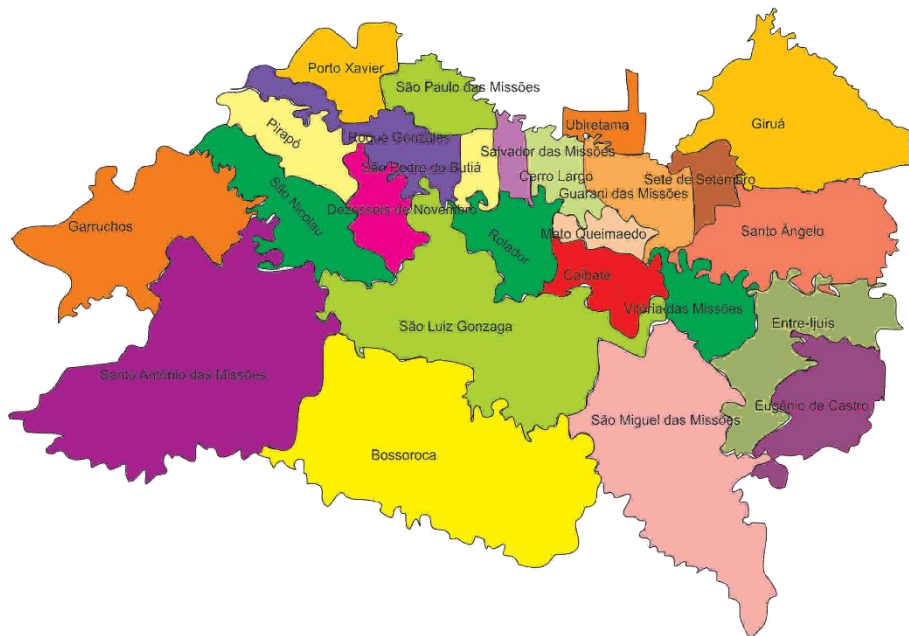 Porto Xavier
São Paulo das Missões
Giruá
Ubiretama
Pirapó
Roque Gonzales
Salvador das Missões
São Pedro do Butiá
Cerro Largo
Sete de Setembro
Guarani das Missões
São Nicolau
Dezesseis de Novembro
Garruchos
Rolador
Mato Queimaedo
Santo Ângelo
Caibate
Vitória das Missões
Entre-Ijuís
São Luiz Gonzaga
Santo Antônio das Missões
Eugênio de Castro
São Miguel das Missões
Bossoroca